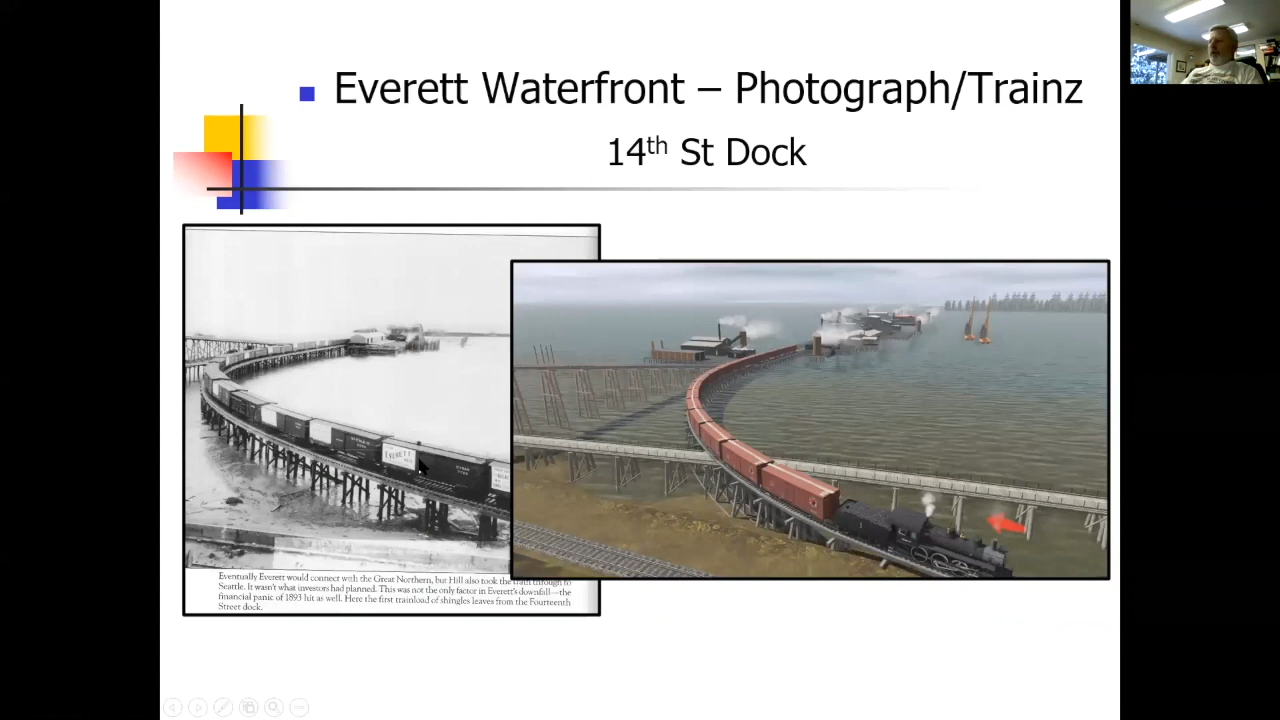 Everett Waterfront – Photograph/Trainz
14th St Dock
EVERETT
Eventually Everett would connect with the Great Northern, but Hill also took the train through to
Seattle. It wasn't what investors had planned. This was not the only factor in Everett's downfall—the
financial panic of 1893 hit as well. Here the first trainload of shingles leaves from the Fourteenth
Street dock.